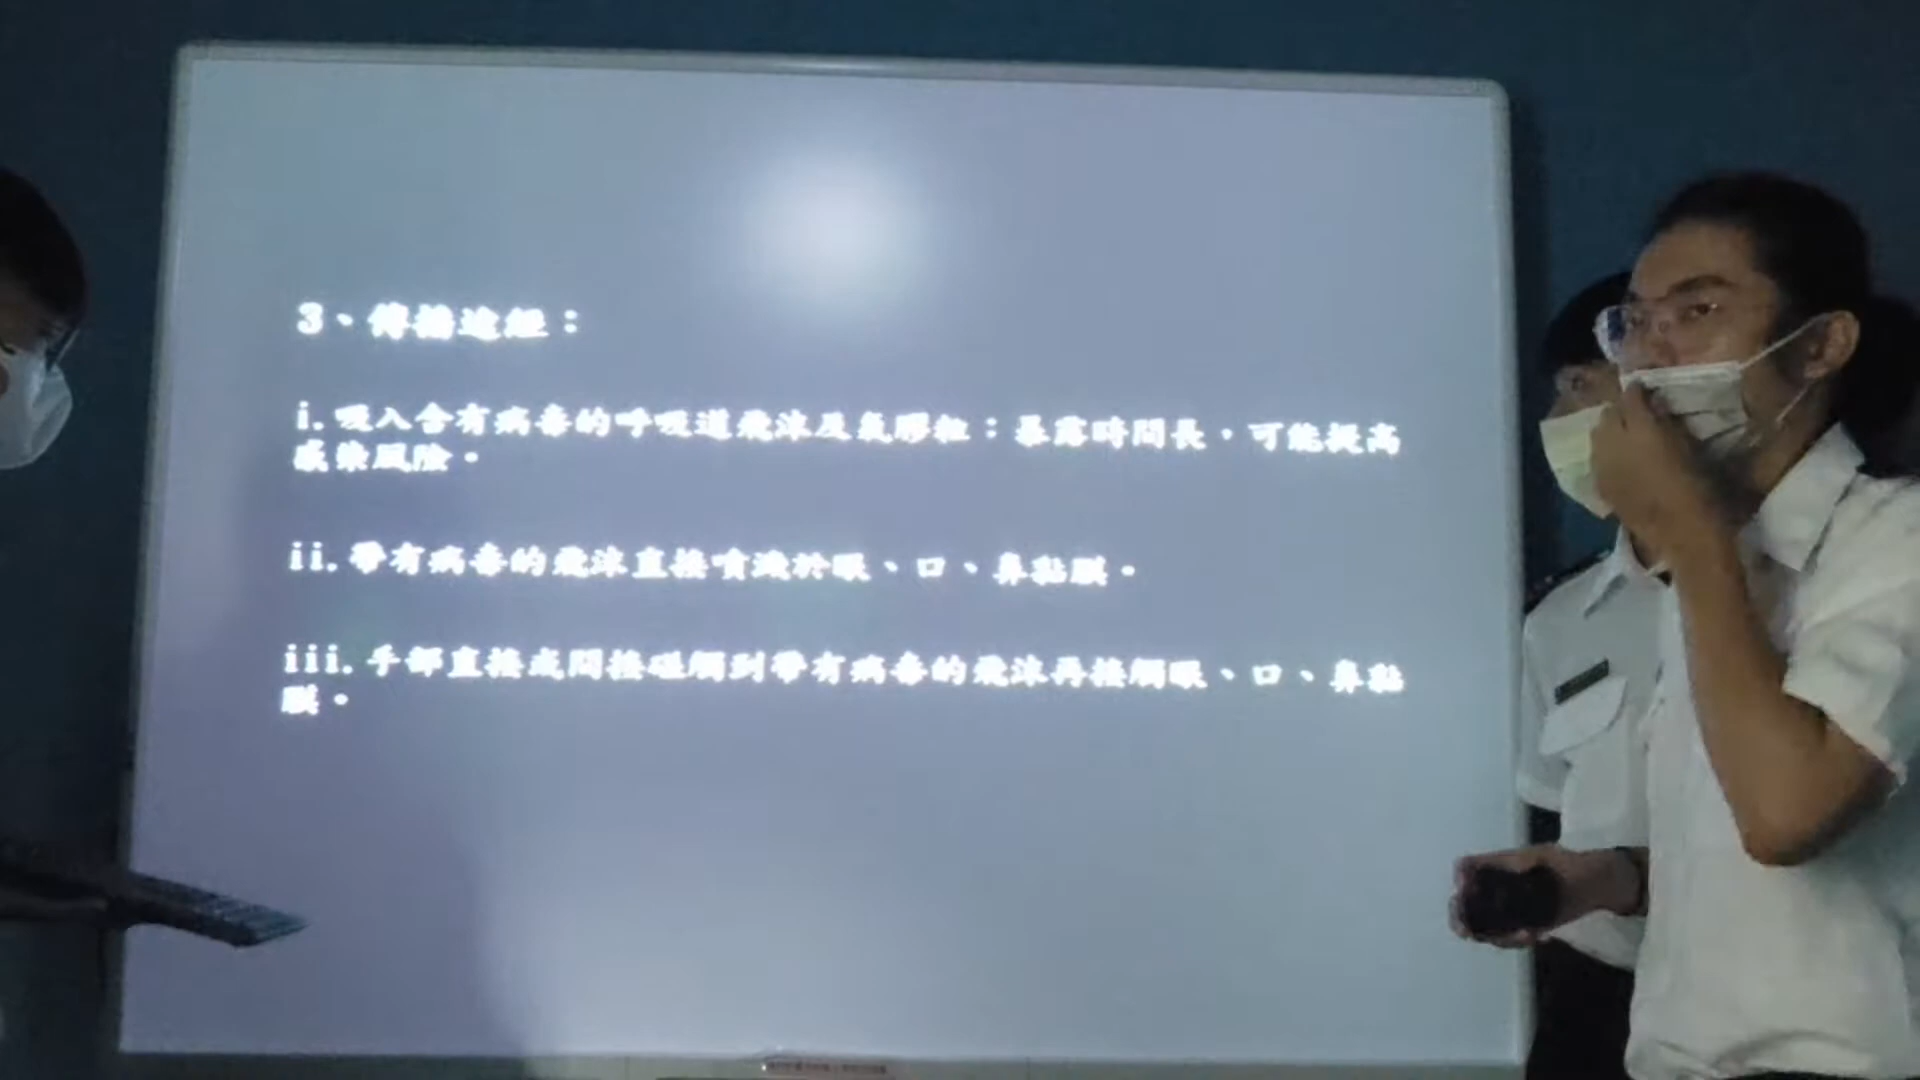 3、傳播途徑：
i.吸入含有病毒的呼吸道飛沫及氣膠粒：暴露時間長，可能提高
感染風險。
ii.帶有病毒的飛沫直接噴濺於眼、口、鼻黏膜。
iii.手部直接或間接碰觸到帶有病毒的飛沫再接觸眼、口、鼻黏
膜。